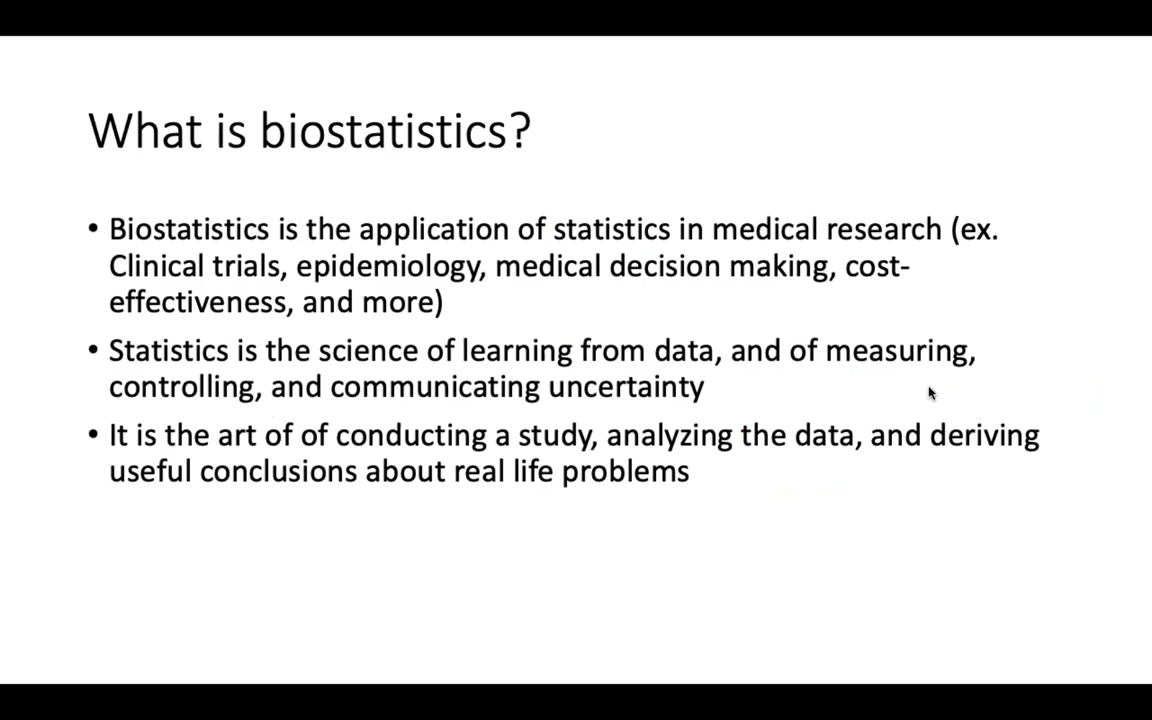 What is biostatistics?
• Biostatistics is the application of statistics in medical research (ex.
Clinical trials, epidemiology, medical decision making, cost-
effectiveness, and more)
• Statistics is the science of learning from data, and of measuring,
controlling, and communicating uncertainty
• It is the art of of conducting a study, analyzing the data, and deriving
useful conclusions about real life problems